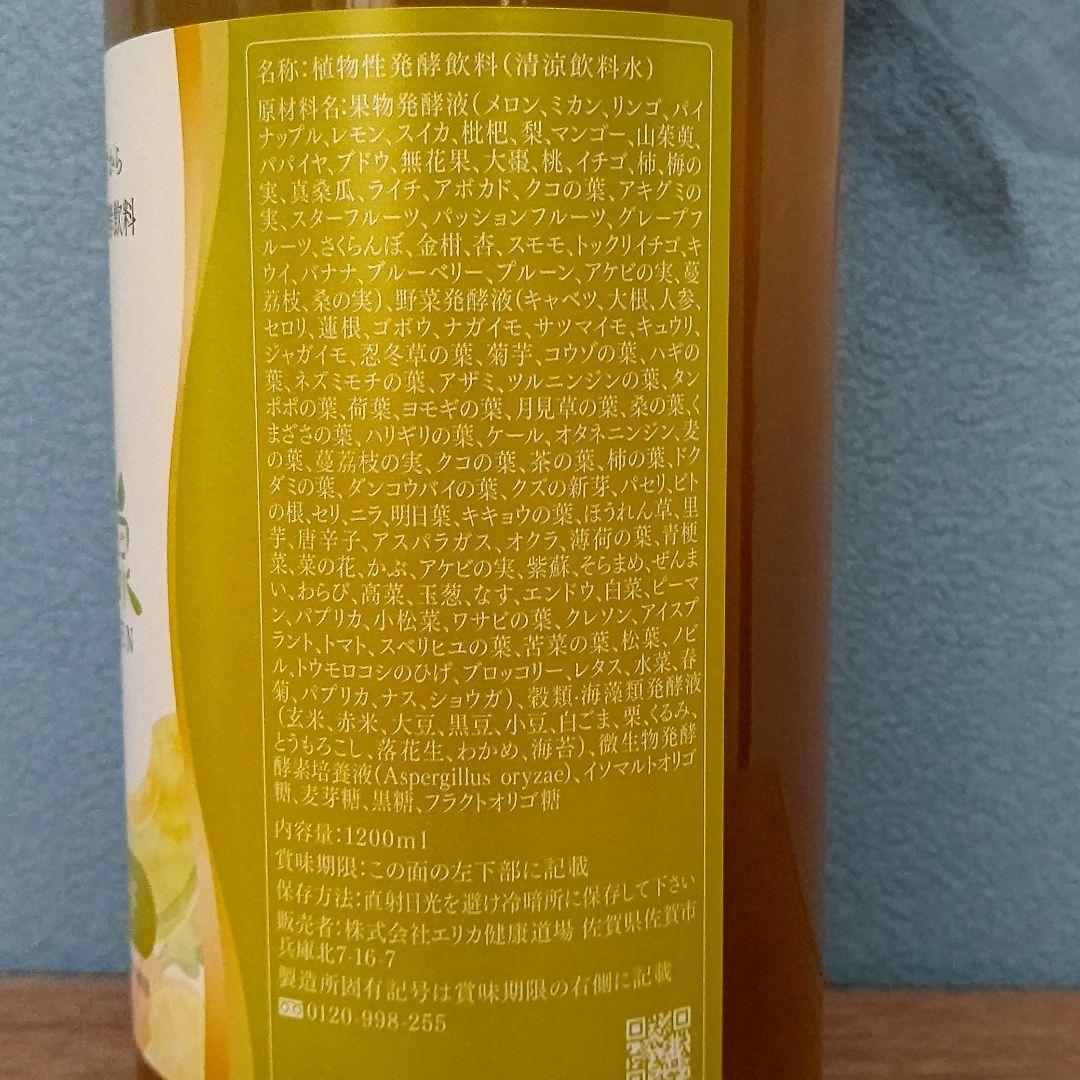 から
飲料
EN
名称:植物性発酵飲料(清涼飲料水)
原材料名:果物発酵液(メロン、ミカン、リンゴ、パイ
ナップル、レモン、スイカ、枇杷、梨、マンゴー、山茱萸、
パパイヤ、ブドウ、無花果、大棗、桃、イチゴ、柿、梅の
実、真桑瓜、ライチ、アボカド、クコの葉、アキグミの
実、スターフルーツ、パッションフルーツ、グレープフ
ルーツ、さくらんぼ、金柑、杏、スモモ、トックリイチゴ、キ
ウイ、バナナ、ブルーベリー、プルーン、アケビの実、蔓
茘枝、桑の実)、野菜発酵液(キャベツ、大根、人参、
セロリ、蓮根、ゴボウ、ナガイモ、サツマイモ、キュウリ、
ジャガイモ、忍冬草の葉、菊芋、コウゾの葉、ハギの
葉、ネズミモチの葉、アザミ、ツルニンジンの葉、タン
ポポの葉、荷葉、ヨモギの葉、月見草の葉、桑の葉、く
まざさの葉、ハリギリの葉、ケール、オタネニンジン、麦
の葉、蔓茘枝の実、クコの葉、茶の葉、柿の葉、ドク
ダミの葉、ダンコウバイの葉、クズの新芽、パセリ、ビト
の根、セリ、ニラ、明日葉、キキョウの葉、ほうれん草、里
芋、唐辛子、アスパラガス、オクラ、薄荷の葉、青梗
菜、菜の花、かぶ、アケビの実、紫蘇、そらまめ、ぜんま
い、わらび、高菜、玉葱、なす、エンドウ、白菜、ピーマ
ン、パプリカ、小松菜、ワサビの葉、クレソン、アイスプ
ラント、トマト、スベリヒユの葉、苦菜の葉、松葉、ノビ
ル、トウモロコシのひげ、ブロッコリー、レタス、水菜、春
菊、パプリカ、ナス、ショウガ)、穀類・海藻類発酵液
(玄米、赤米、大豆、黒豆、小豆、白ごま、栗、くるみ、
とうもろこし、落花生、わかめ、海苔)、微生物発酵
酵素培養液(Aspergillus oryzae)、イソマルトオリゴ
糖、麦芽糖、黒糖、フラクトオリゴ糖
内容量:1200ml
賞味期限:この面の左下部に記載
保存方法:直射日光を避け冷暗所に保存して下さい
販売者:株式会社エリカ健康道場 佐賀県佐賀市
兵庫北7-16-7
製造所固有記号は賞味期限の右側に記載
0120-998-255